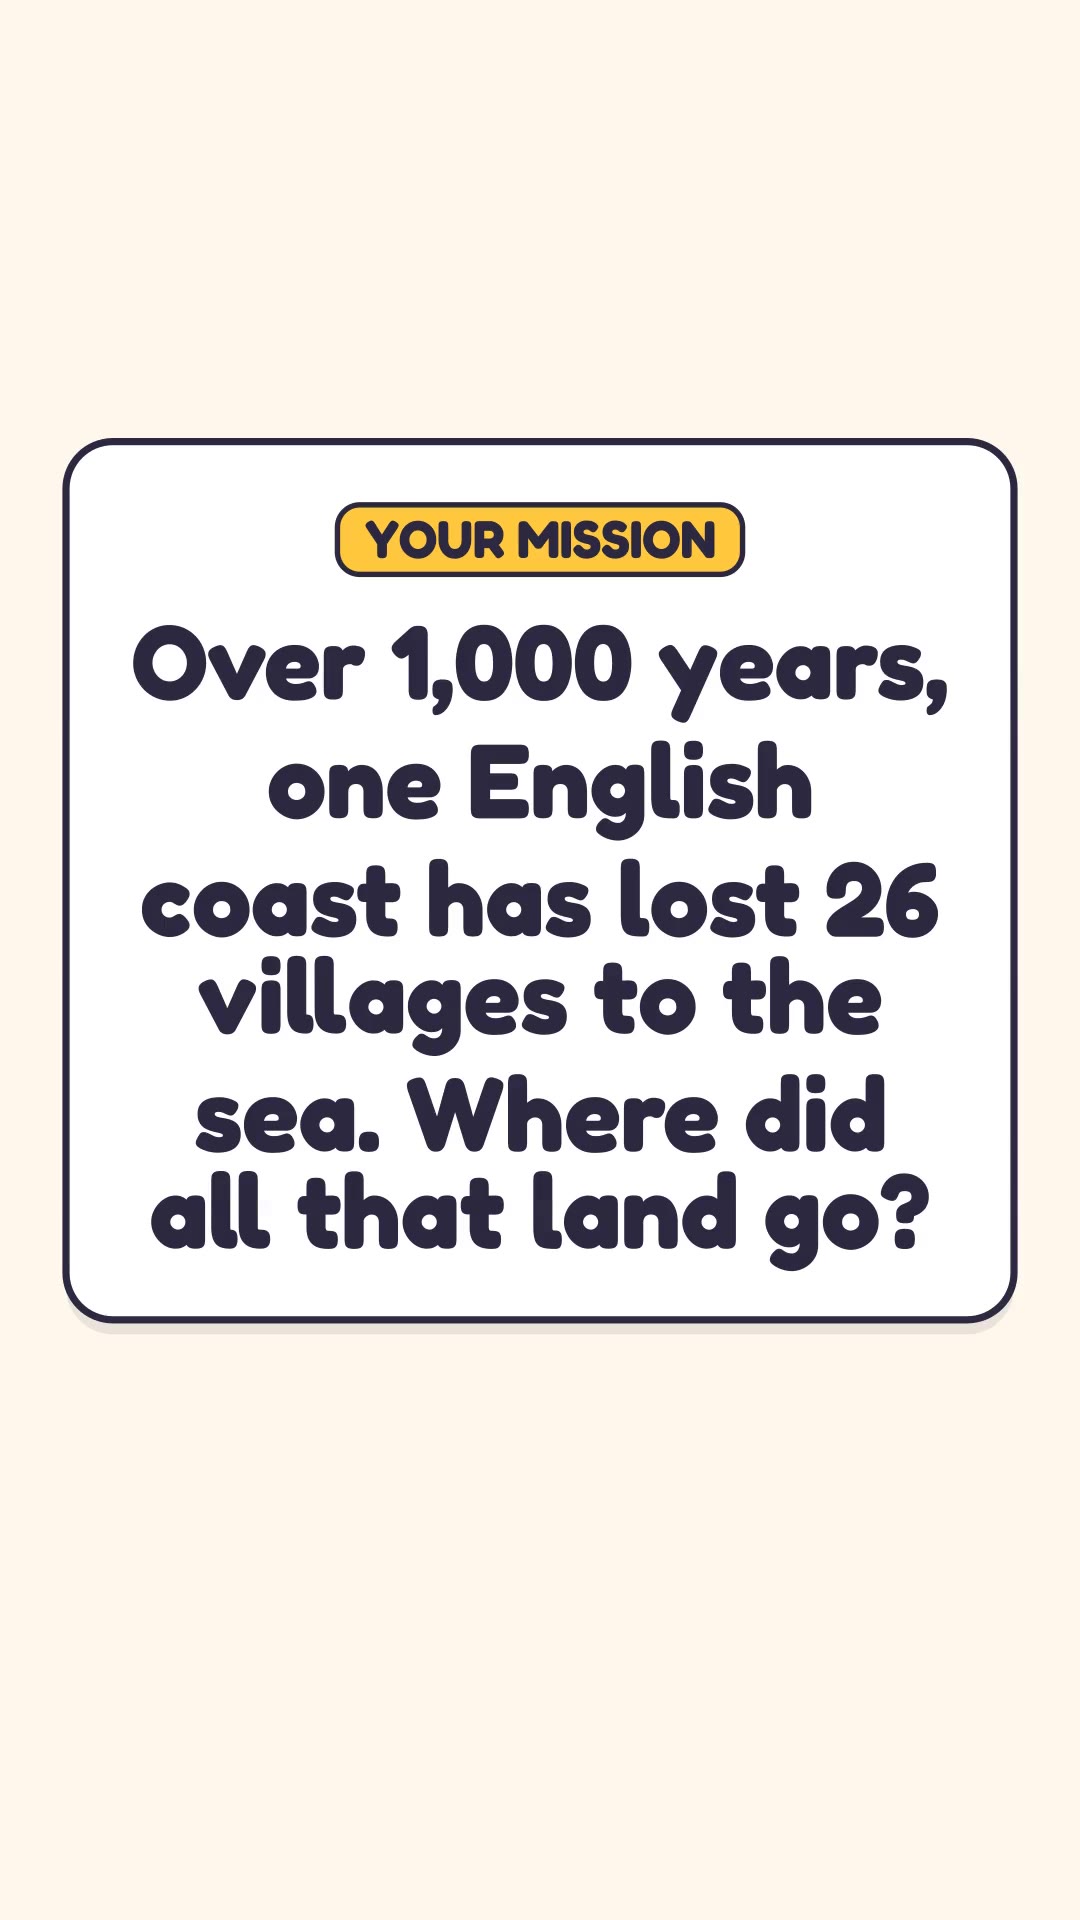 YOUR MISSION
Over 1,000 years,
one English
coast has lost 26
villages to the
sea. Where did
all that land go?